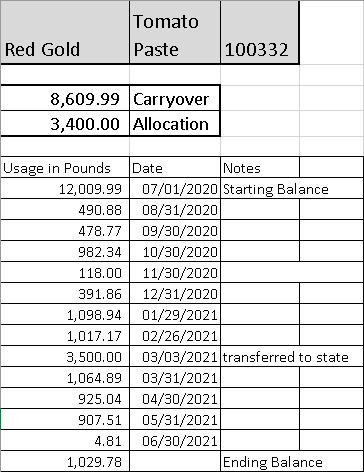 Red Gold Tomato Paste 100332
8,609.99 Carryover
3,400.00 Allocation
Usage in Pounds Date Notes
12,009.99 07/01/2020 Starting Balance
490.88 08/31/2020
478.77 09/30/2020
982.34 10/30/2020
118.00 11/30/2020
391.86 12/31/2020
1,098.94 01/29/2021
1,017.17 02/26/2021
3,500.00 03/03/2021 transferred to state
1,064.89 03/31/2021
925.04 04/30/2021
907.51 05/31/2021
4.81 06/30/2021
1,029.78 Ending Balance